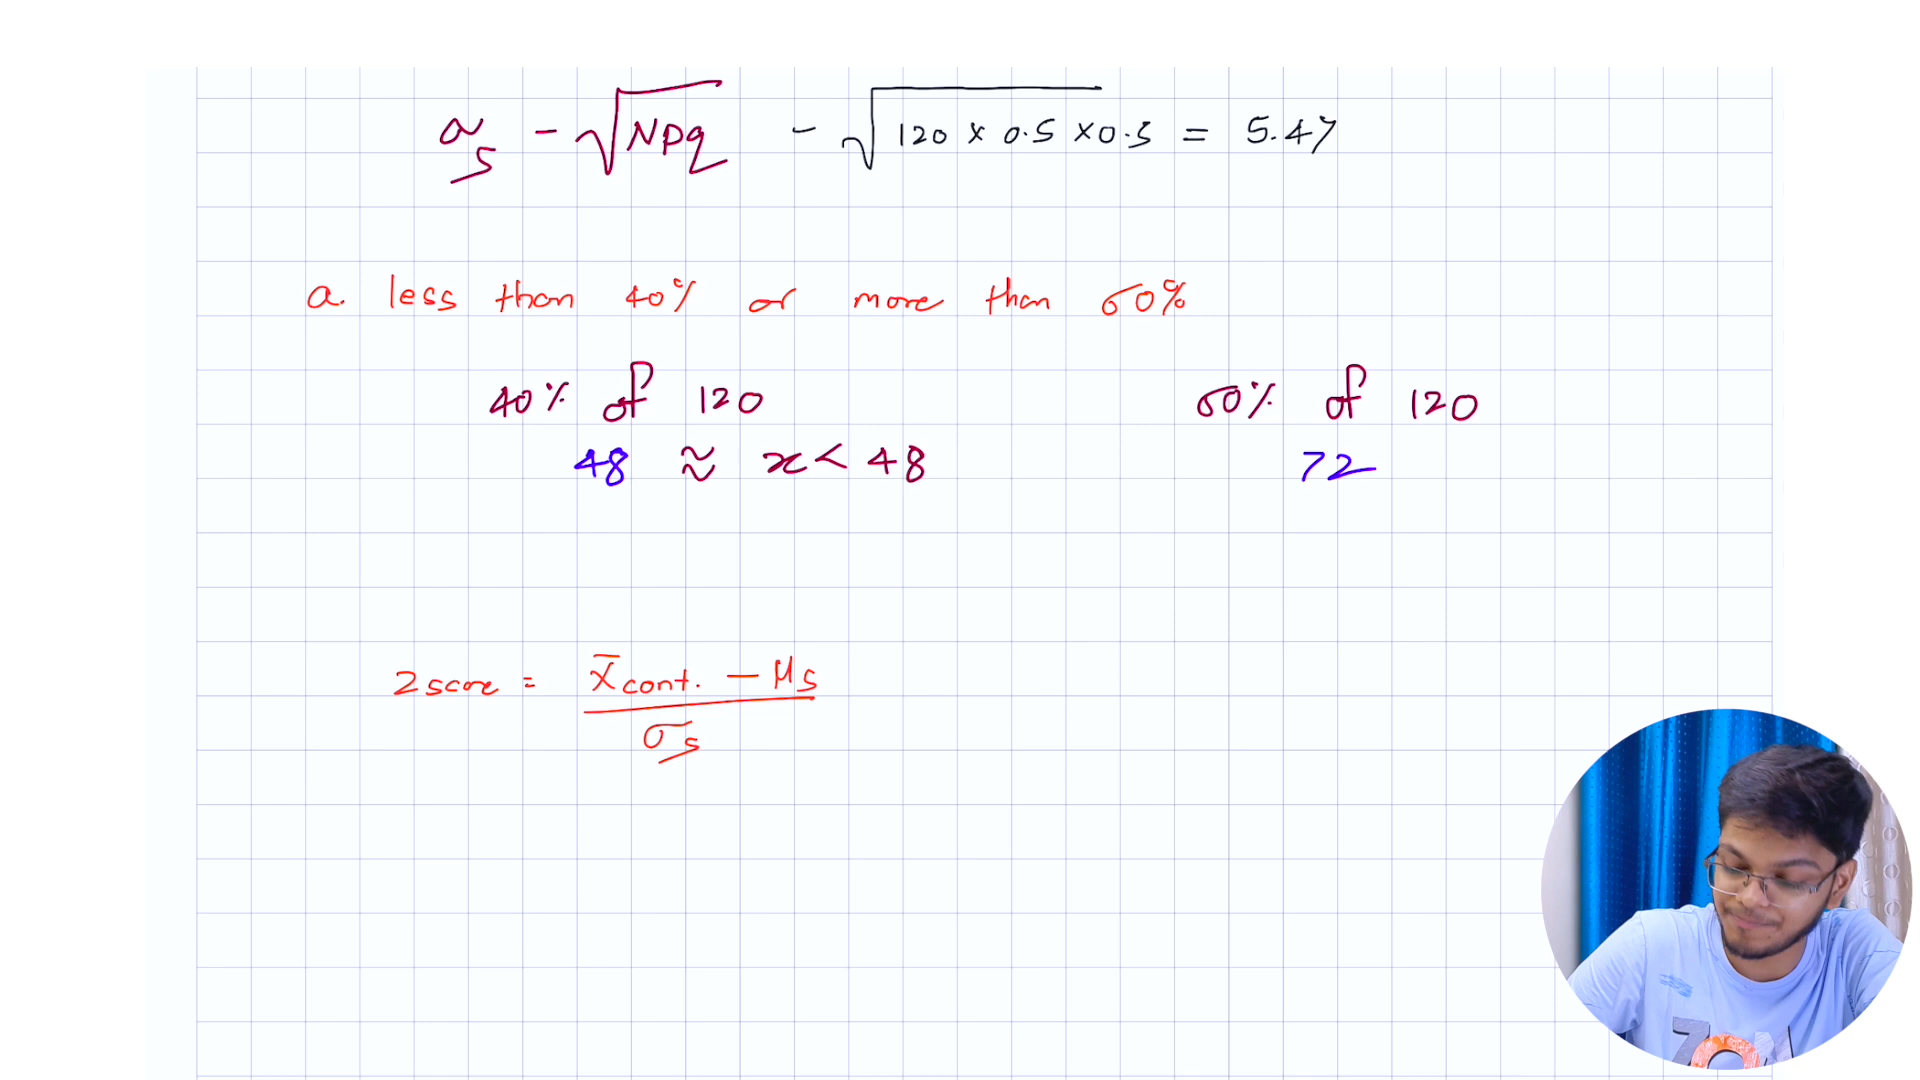 σs - √NPq - √120 × 0.5 × 0.5 = 5.47
a. less than 40% or more than 60%
40% of 120 60% of 120
48 ≈ x < 48 72
Zscore = (X̄cont. - μs) / σs